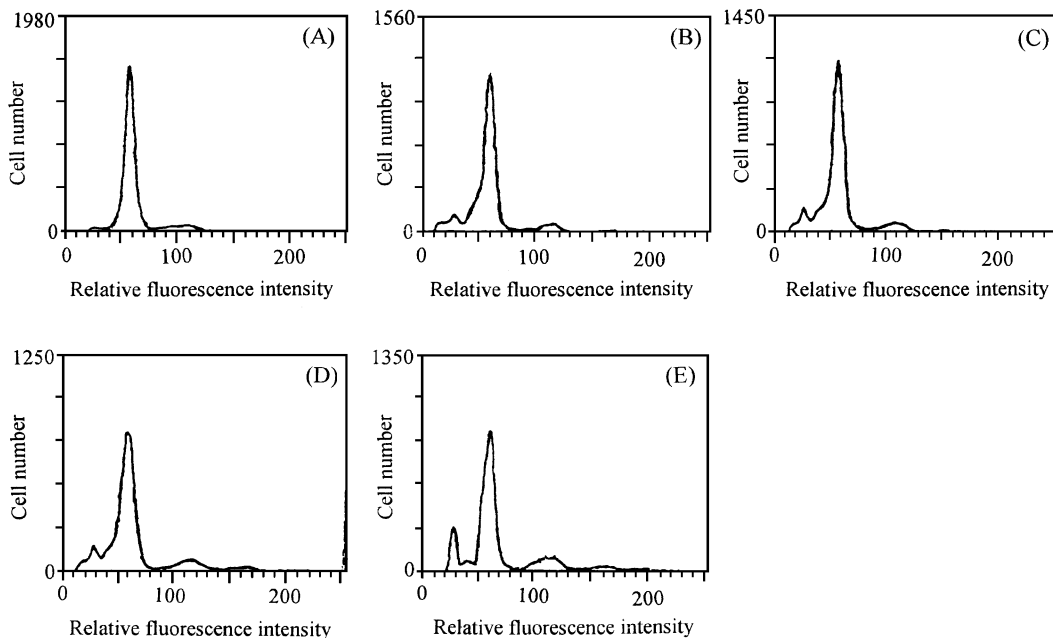 1980
(A)
Cell number
0
0 100 200
Relative fluorescence intensity
1560
(B)
Cell number
0
0 100 200
Relative fluorescence intensity
1450
(C)
Cell number
0
0 100 200
Relative fluorescence intensity
1250
(D)
Cell number
0
0 100 200
Relative fluorescence intensity
1350
(E)
Cell number
0
0 100 200
Relative fluorescence intensity